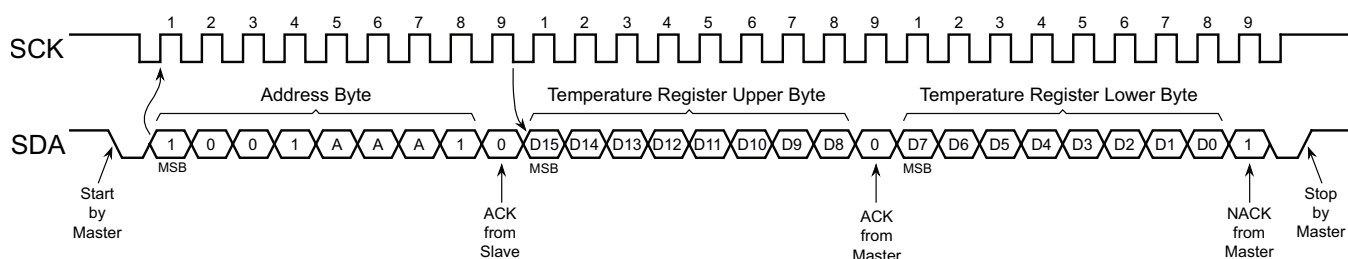 1 2 3 4 5 6 7 8 9 1 2 3 4 5 6 7 8 9 1 2 3 4 5 6 7 8 9
SCK
Address Byte Temperature Register Upper Byte Temperature Register Lower Byte
SDA 1 0 0 1 A A A 1 0 D15 D14 D13 D12 D11 D10 D9 D8 0 D7 D6 D5 D4 D3 D2 D1 D0 1
MSB MSB MSB
Start
by
Master
ACK
from
Slave
ACK
from
Master
NACK
from
Master
Stop
by
Master